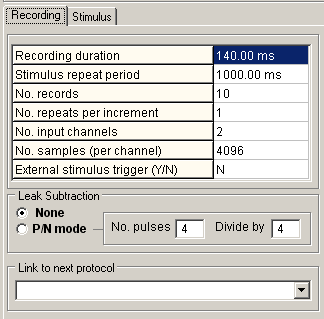 Recording Stimulus
Recording duration 140.00 ms
Stimulus repeat period 1000.00 ms
No. records 10
No. repeats per increment 1
No. input channels 2
No. samples (per channel) 4096
External stimulus trigger (Y/N) N
Leak Subtraction
None
P/N mode No. pulses 4 Divide by 4
Link to next protocol